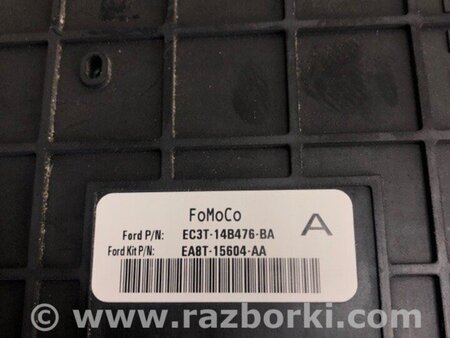 FoMoCo
A
Ford P/N: EC3T-14B476-BA
Ford Kit P/N: EA8T-15604-AA
© www.razborki.com